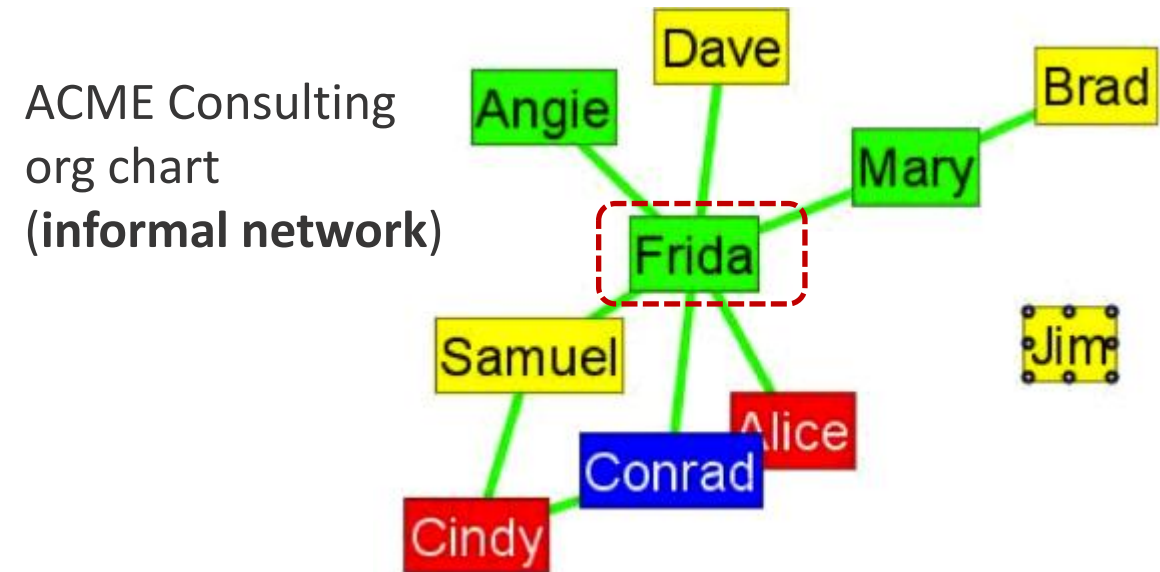 ACME Consulting
org chart
(informal network)
Dave
Angie
Brad
Mary
Frida
Jim
Samuel
Alice
Conrad
Cindy